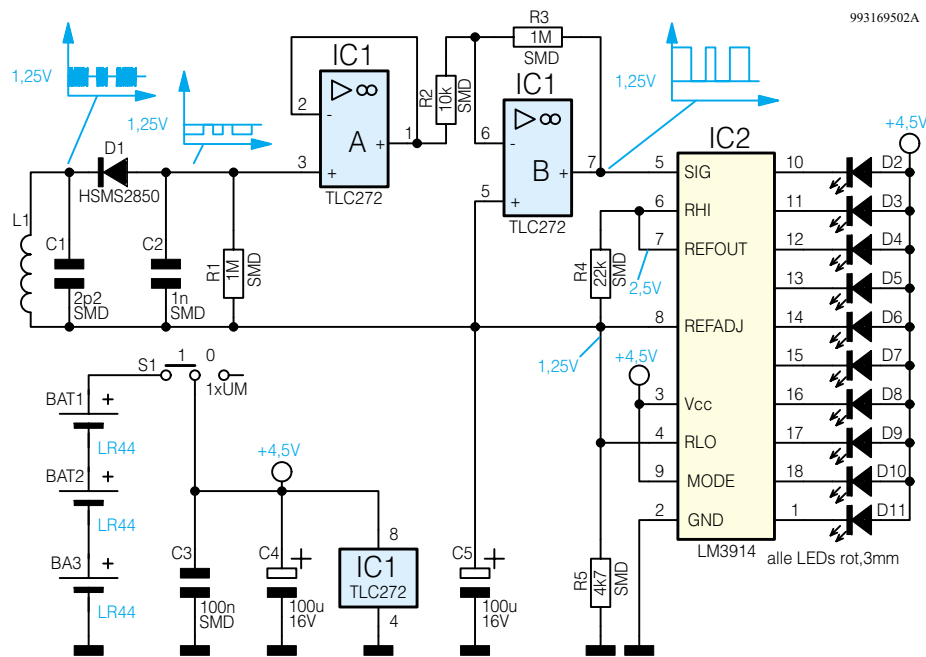 993169502A
1,25V
1,25V
D1
HSMS2850
L1
C1
2p2
SMD
C2
1n
SMD
R1
1M
SMD
IC1
2
-
A
+
1
3
+
TLC272
R2
10k
SMD
R3
1M
SMD
IC1
6
-
B
+
7
5
+
TLC272
1,25V
R4
22k
SMD
2,5V
1,25V
+4,5V
IC2
5 SIG
6 RHI
7 REFOUT
8 REFADJ
3 Vcc
4 RLO
9 MODE
2 GND
LM3914
+4,5V
10 D2
11 D3
12 D4
13 D5
14 D6
15 D7
16 D8
17 D9
18 D10
1 D11
alle LEDs rot,3mm
S1
1 0
1xUM
BAT1 +
LR44
BAT2 +
LR44
BA3 +
LR44
+4,5V
C3
100n
SMD
C4 +
100u
16V
8
IC1
TLC272
4
C5 +
100u
16V
R5
4k7
SMD